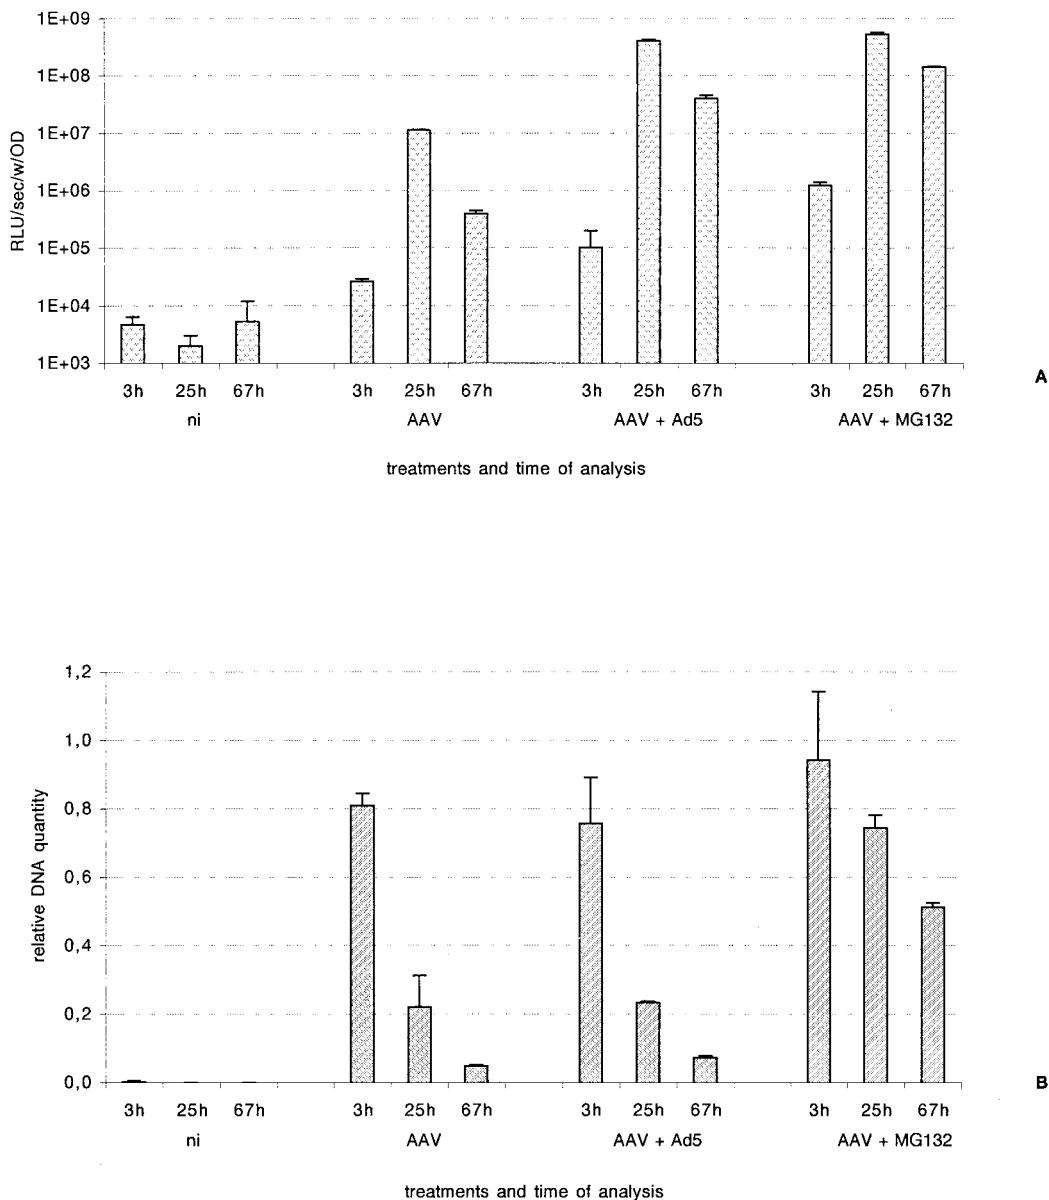 1E+09
1E+08
1E+07
1E+06
1E+05
1E+04
1E+03
RLU/sec/w/OD
3h 25h 67h 3h 25h 67h 3h 25h 67h 3h 25h 67h
ni AAV AAV + Ad5 AAV + MG132
treatments and time of analysis
A
1,2
1,0
0,8
0,6
0,4
0,2
0,0
relative DNA quantity
3h 25h 67h 3h 25h 67h 3h 25h 67h 3h 25h 67h
ni AAV AAV + Ad5 AAV + MG132
treatments and time of analysis
B